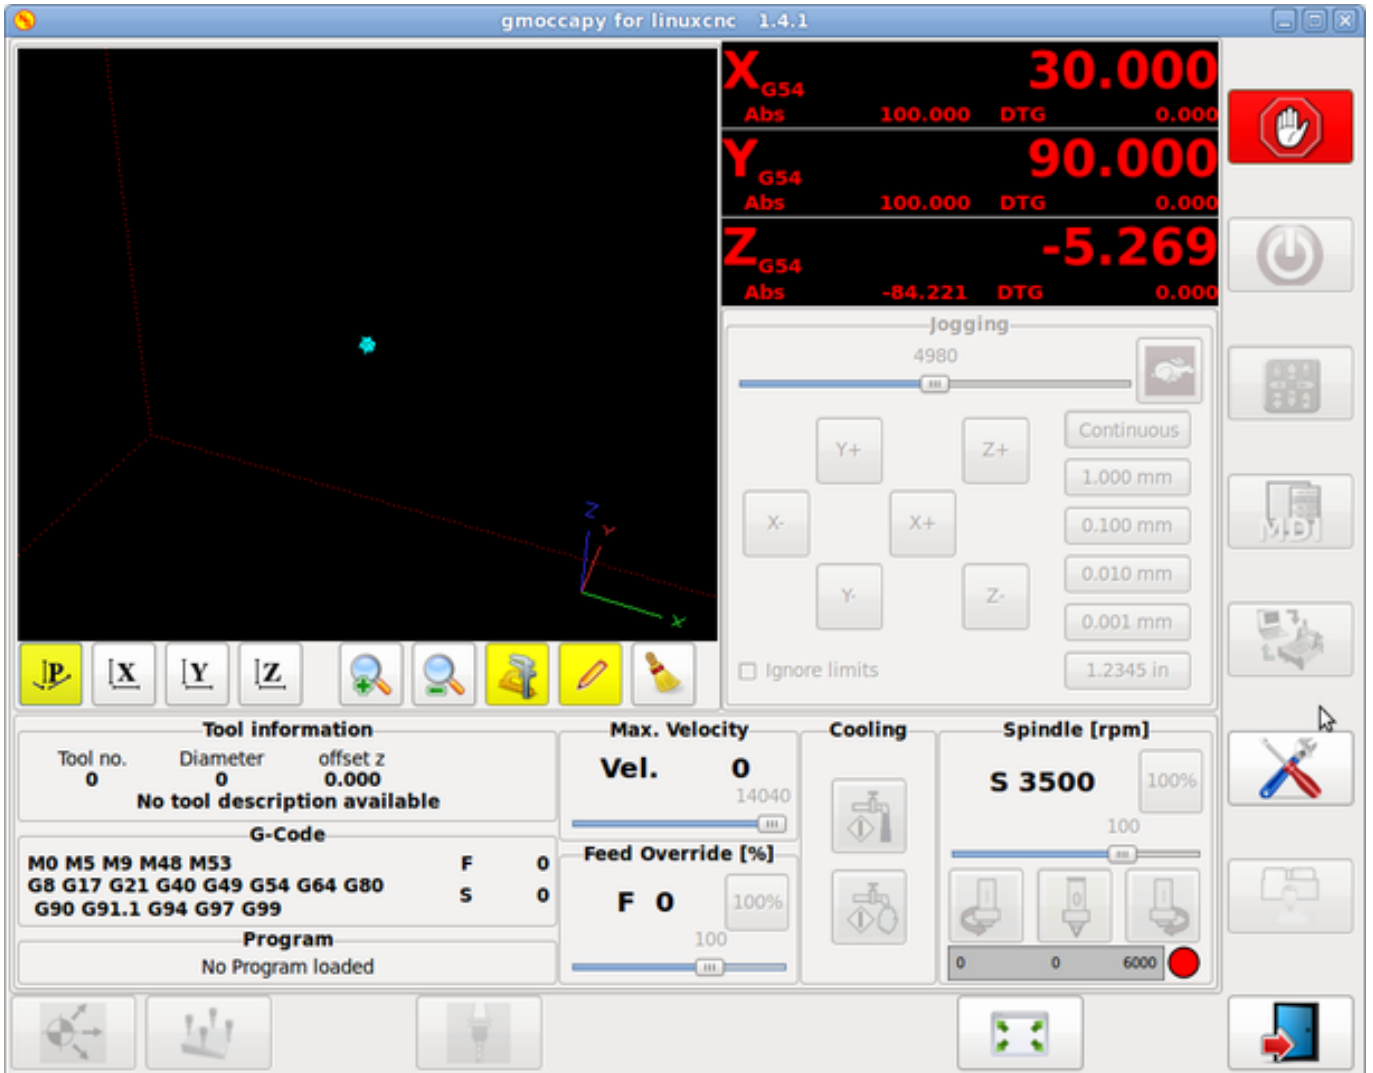 gmoccapy for linuxcnc 1.4.1
X G54 30.000
Abs 100.000 DTG 0.000
Y G54 90.000
Abs 100.000 DTG 0.000
Z G54 -5.269
Abs -84.221 DTG 0.000
Jogging
4980
Y+ Z+ Continuous
1.000 mm
X- X+ 0.100 mm
0.010 mm
Y- Z- 0.001 mm
Ignore limits 1.2345 in
MDI
Z
Y
X
P X Y Z
Tool information
Tool no. Diameter offset z
0 0 0.000
No tool description available
G-Code
M0 M5 M9 M48 M53 F 0
G8 G17 G21 G40 G49 G54 G64 G80 S 0
G90 G91.1 G94 G97 G99
Program
No Program loaded
Max. Velocity
Vel. 0
14040
Feed Override [%]
F 0 100%
100
Cooling
Spindle [rpm]
S 3500 100%
100
1 0 1
0 0 6000